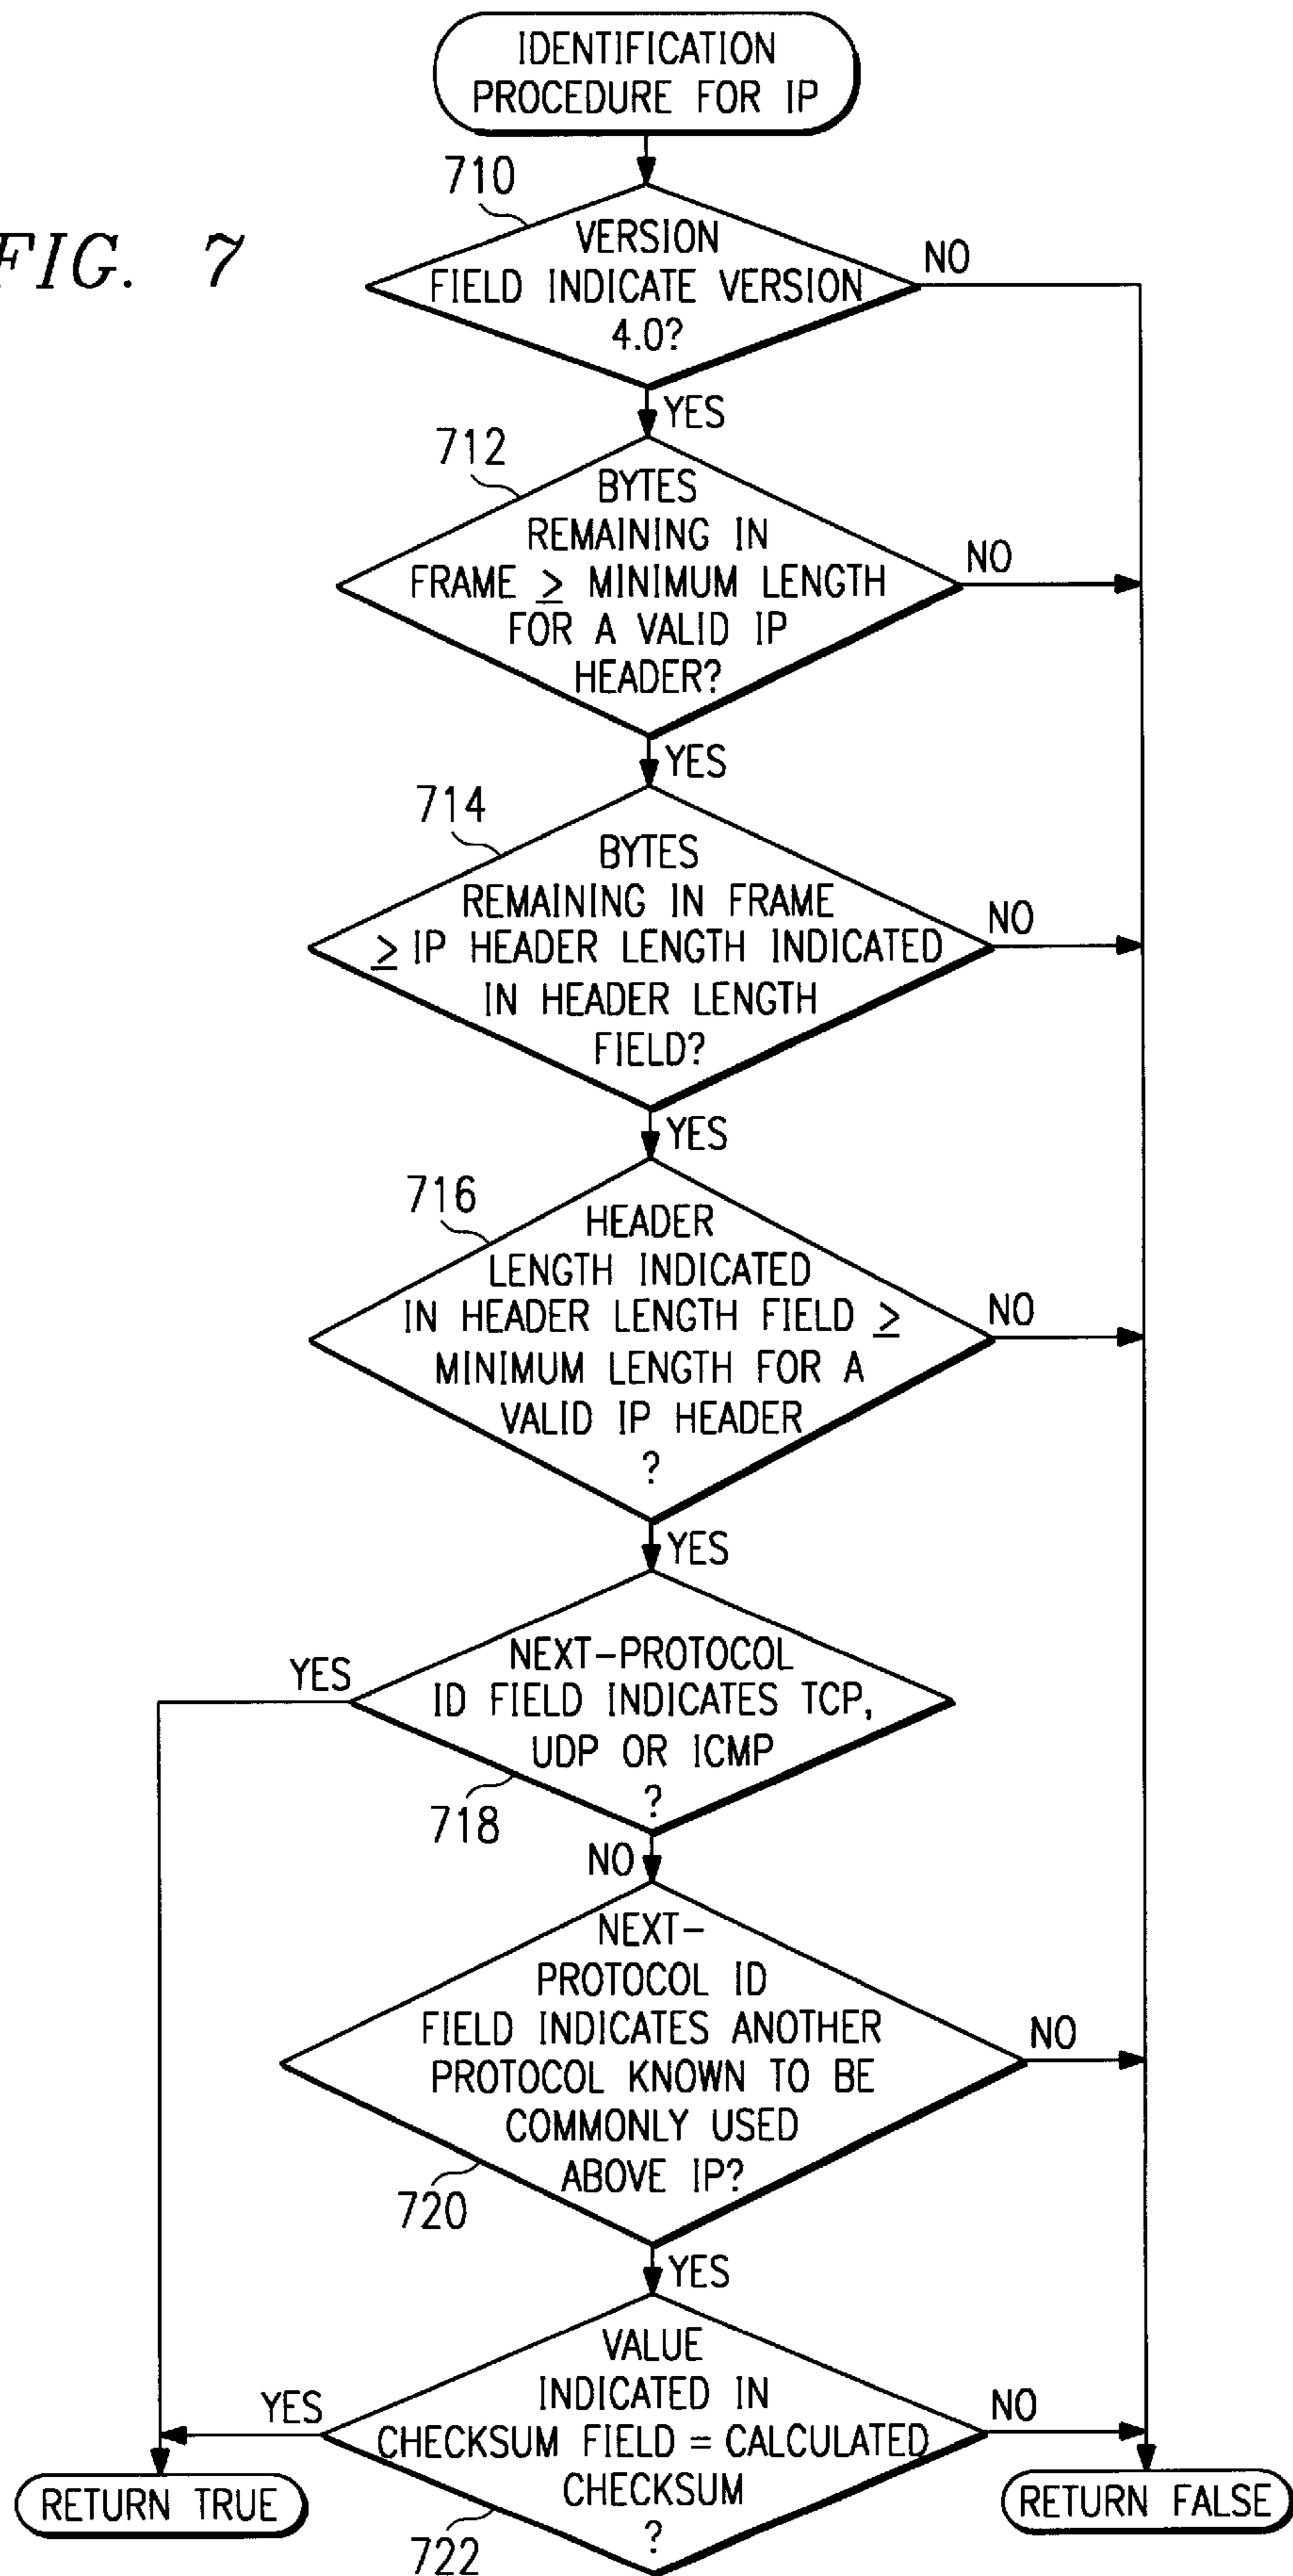 IDENTIFICATION
PROCEDURE FOR IP
FIG. 7
710
VERSION
FIELD INDICATE VERSION
4.0?
NO
YES
712
BYTES
REMAINING IN
FRAME ≥ MINIMUM LENGTH
FOR A VALID IP
HEADER?
NO
YES
714
BYTES
REMAINING IN FRAME
≥ IP HEADER LENGTH INDICATED
IN HEADER LENGTH
FIELD?
NO
YES
716
HEADER
LENGTH INDICATED
IN HEADER LENGTH FIELD ≥
MINIMUM LENGTH FOR A
VALID IP HEADER
?
NO
YES
NEXT-PROTOCOL
ID FIELD INDICATES TCP,
UDP OR ICMP
?
YES
718
NO
NEXT-
PROTOCOL ID
FIELD INDICATES ANOTHER
PROTOCOL KNOWN TO BE
COMMONLY USED
ABOVE IP?
NO
720
YES
VALUE
INDICATED IN
CHECKSUM FIELD = CALCULATED
CHECKSUM
?
YES
NO
722
RETURN TRUE
RETURN FALSE